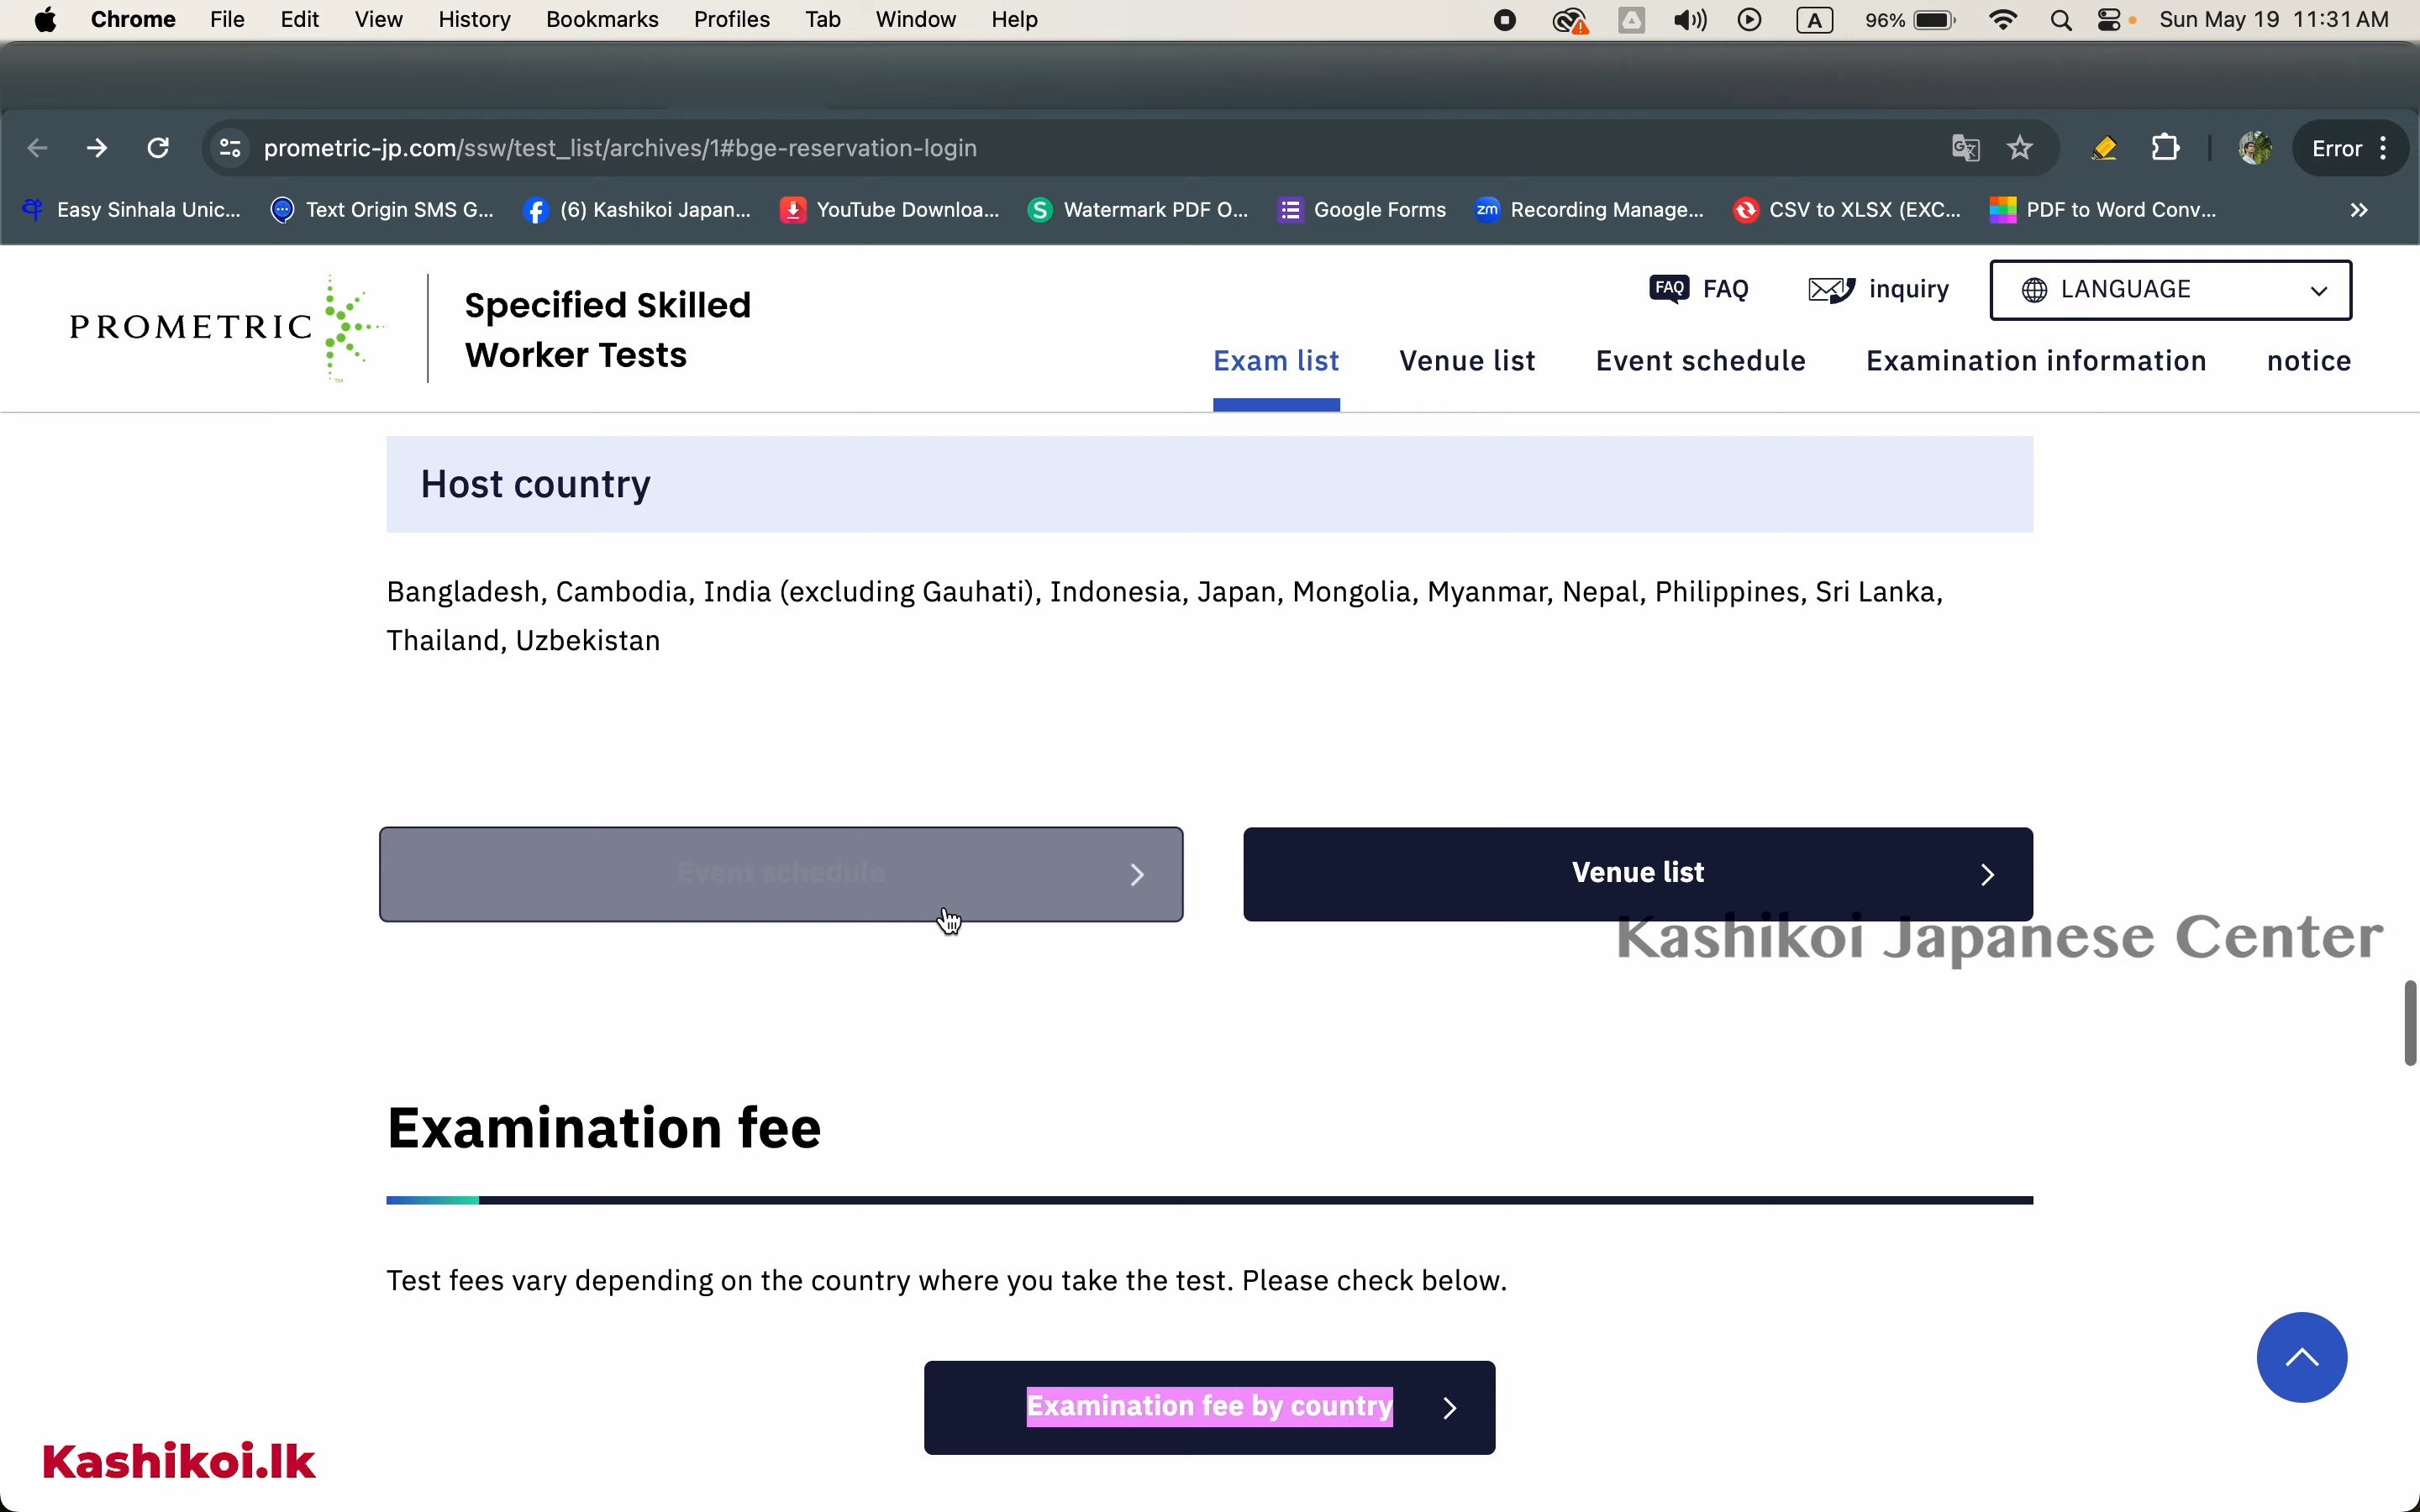 Chrome File Edit View History Bookmarks Profiles Tab Window Help A 96% Sun May 19 11:31 AM
prometric-jp.com/ssw/test_list/archives/1#bge-reservation-login Error
Easy Sinhala Unic... Text Origin SMS G... (6) Kashikoi Japan... YouTube Downloa... Watermark PDF O... Google Forms zm Recording Manage... CSV to XLSX (EXC... PDF to Word Conv...
PROMETRIC TM
Specified Skilled
Worker Tests
FAQ FAQ inquiry LANGUAGE
Exam list Venue list Event schedule Examination information notice
Host country
Bangladesh, Cambodia, India (excluding Gauhati), Indonesia, Japan, Mongolia, Myanmar, Nepal, Philippines, Sri Lanka,
Thailand, Uzbekistan
Event schedule Venue list
Kashikoi Japanese Center
Examination fee
Test fees vary depending on the country where you take the test. Please check below.
Examination fee by country
Kashikoi.lk